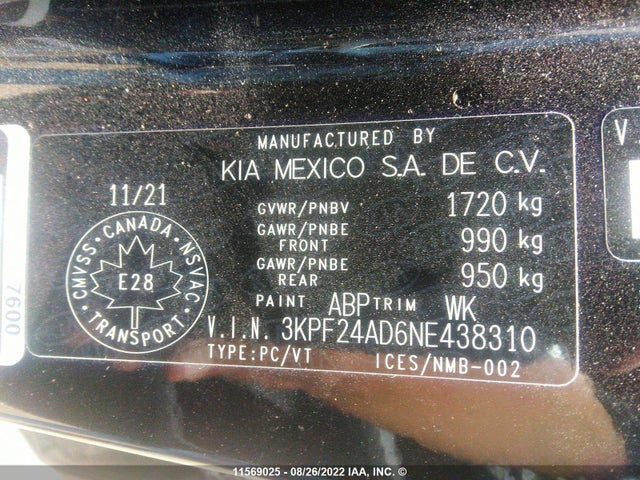 MANUFACTURED BY
KIA MEXICO S.A. DE C.V.
11/21
GVWR/PNBV 1720 kg
GAWR/PNBE FRONT 990 kg
GAWR/PNBE REAR 950 kg
CMVSS · CANADA · NSVAC
E28
TRANSPORT
PAINT ABP TRIM WK
V.I.N. 3KPF24AD6NE438310
TYPE:PC/VT ICES/NMB-002
7600
V
11569025 - 08/26/2022 IAA, INC. ©